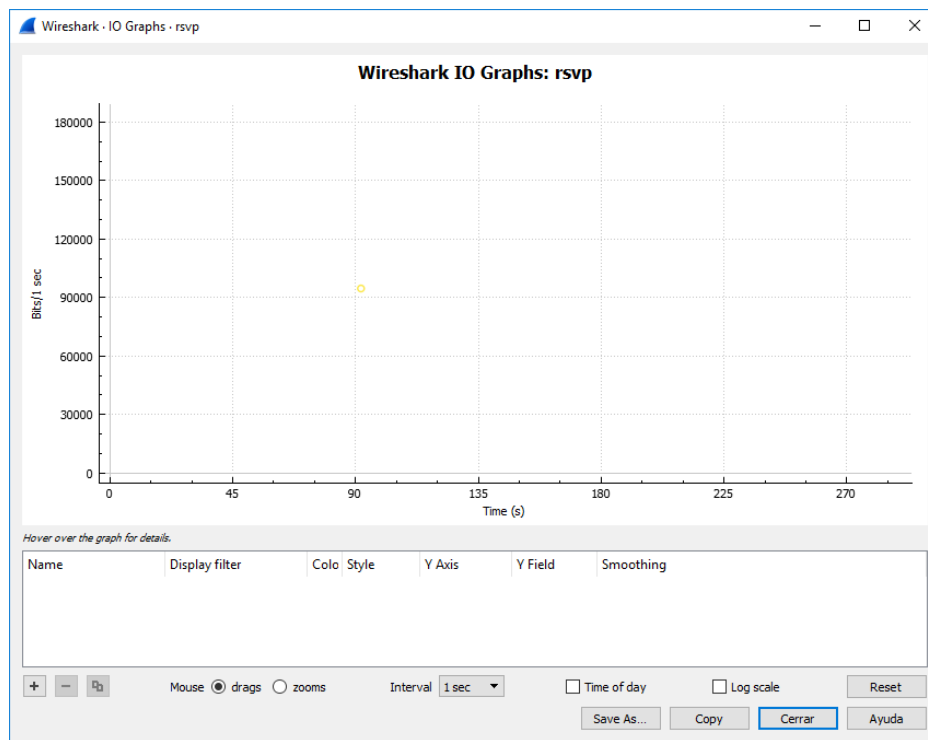 Wireshark · IO Graphs · rsvp
Wireshark IO Graphs: rsvp
180000
150000
120000
90000
60000
30000
0
Bits/1 sec
0 45 90 135 180 225 270
Time (s)
Hover over the graph for details.
Name Display filter Colo Style Y Axis Y Field Smoothing
+ − Mouse drags zooms Interval 1 sec Time of day Log scale Reset
Save As... Copy Cerrar Ayuda